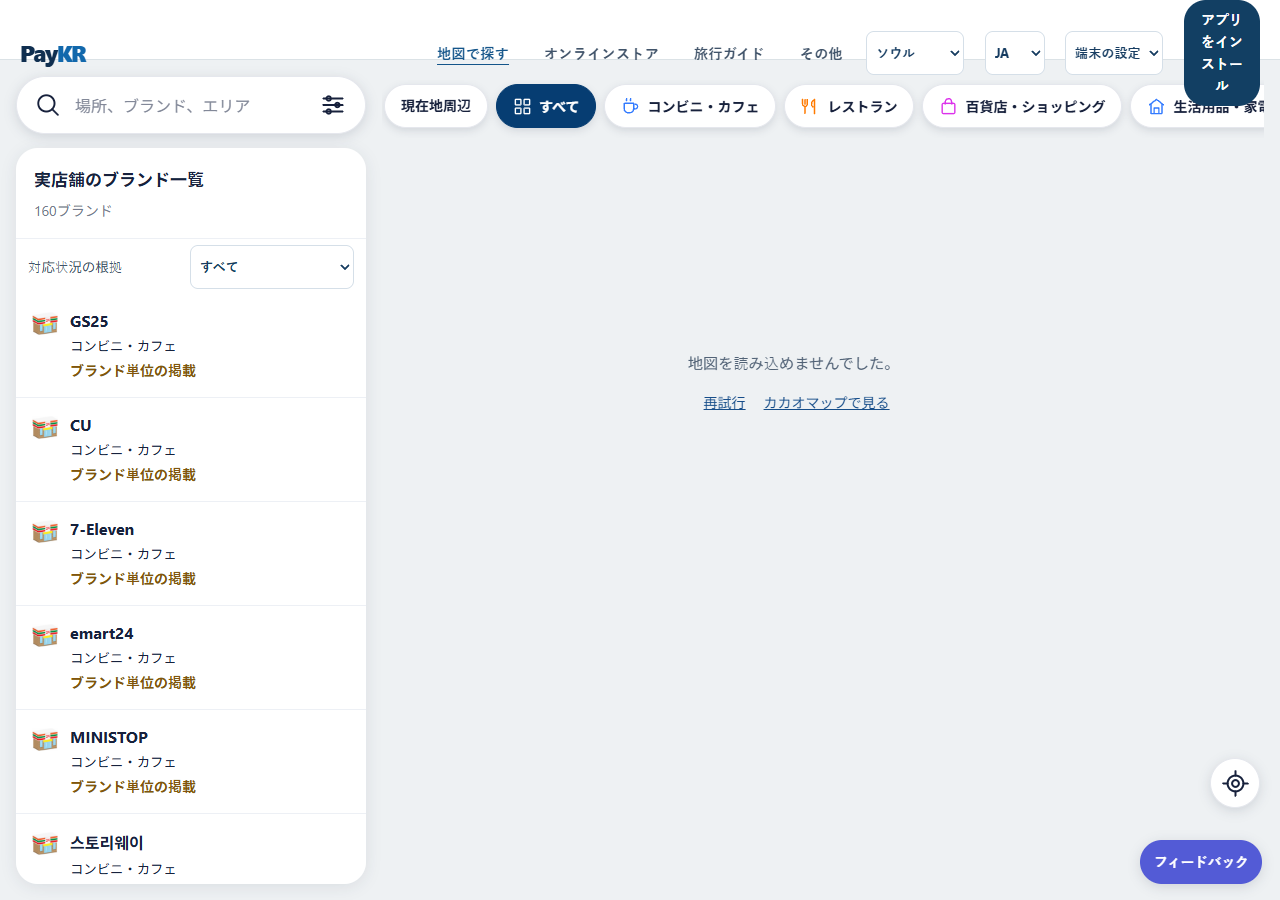 PayKR
地図で探す
オンラインストア
旅行ガイド
その他
ソウル
JA
端末の設定
アプリ
をイン
ストー
ル
場所、ブランド、エリア
現在地周辺
すべて
コンビニ・カフェ
レストラン
百貨店・ショッピング
生活用品・家電
実店舗のブランド一覧
160ブランド
対応状況の根拠
すべて
GS25
コンビニ・カフェ
ブランド単位の掲載
CU
コンビニ・カフェ
ブランド単位の掲載
7-Eleven
コンビニ・カフェ
ブランド単位の掲載
emart24
コンビニ・カフェ
ブランド単位の掲載
MINISTOP
コンビニ・カフェ
ブランド単位の掲載
스토리웨이
コンビニ・カフェ
地図を読み込めませんでした。
再試行
カカオマップで見る
フィードバック